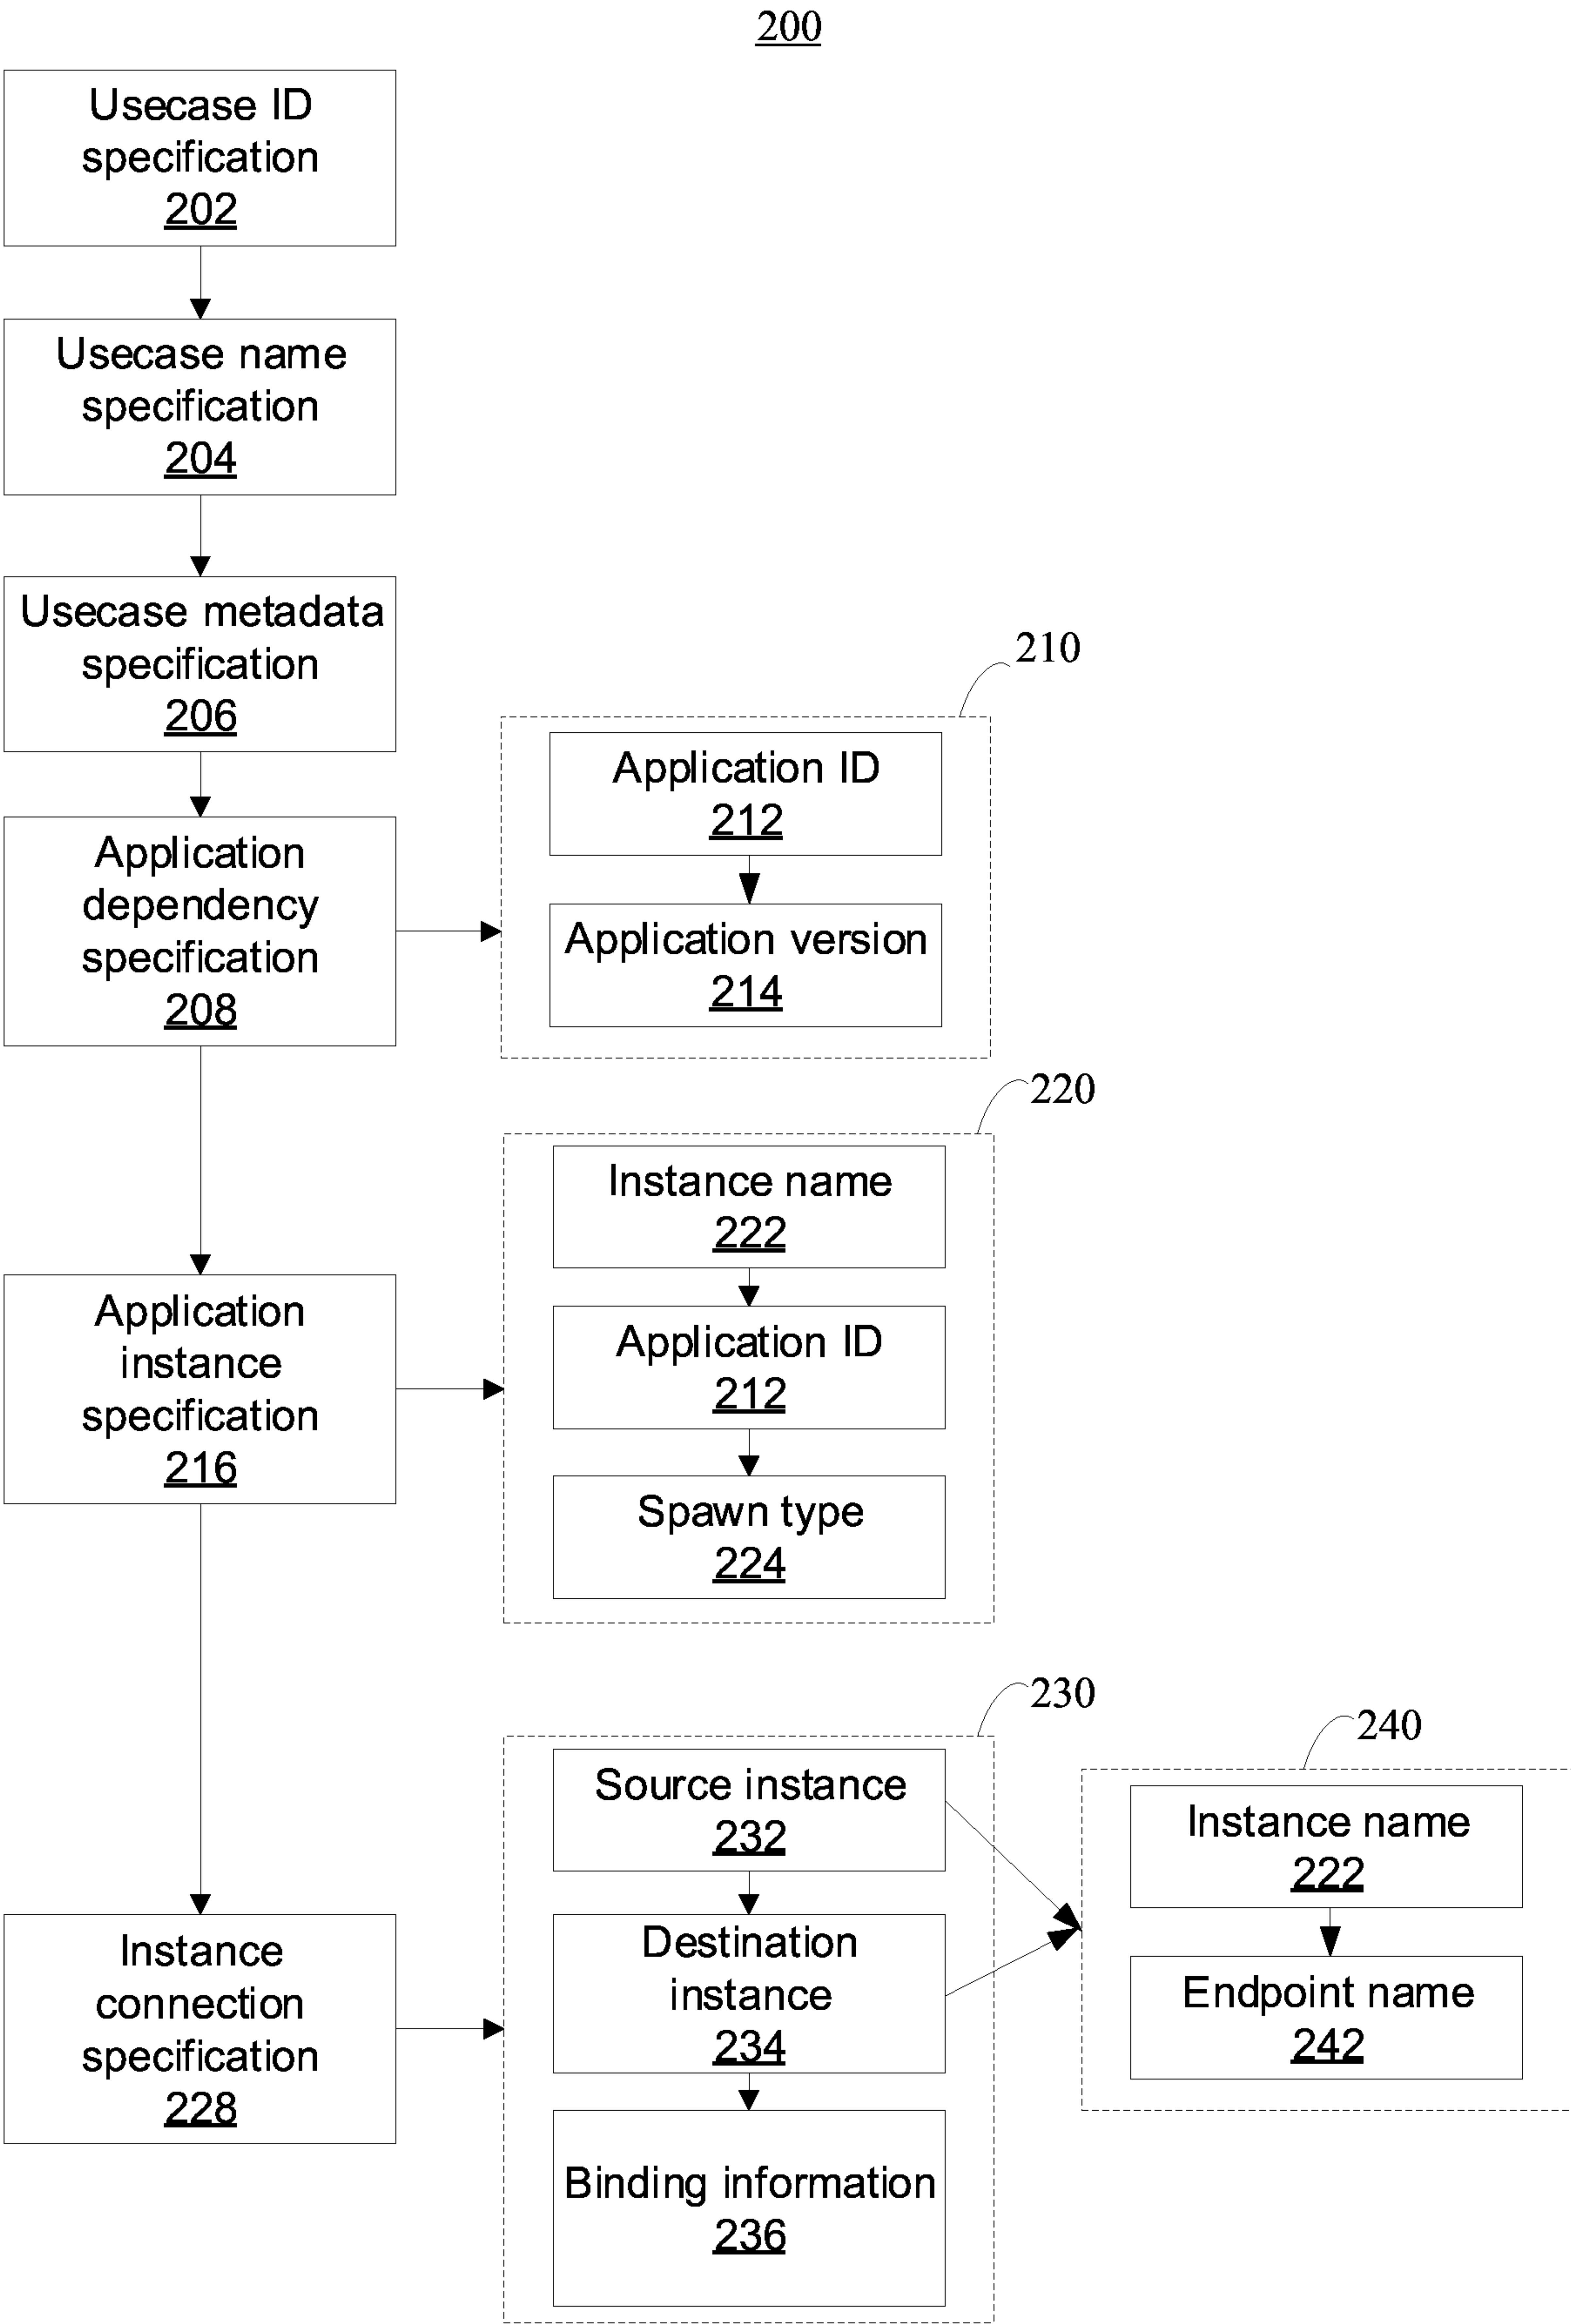 200
Usecase ID
specification
202
Usecase name
specification
204
Usecase metadata
specification
206
Application
dependency
specification
208
210
Application ID
212
Application version
214
Application
instance
specification
216
220
Instance name
222
Application ID
212
Spawn type
224
Instance
connection
specification
228
230
Source instance
232
Destination
instance
234
Binding information
236
240
Instance name
222
Endpoint name
242